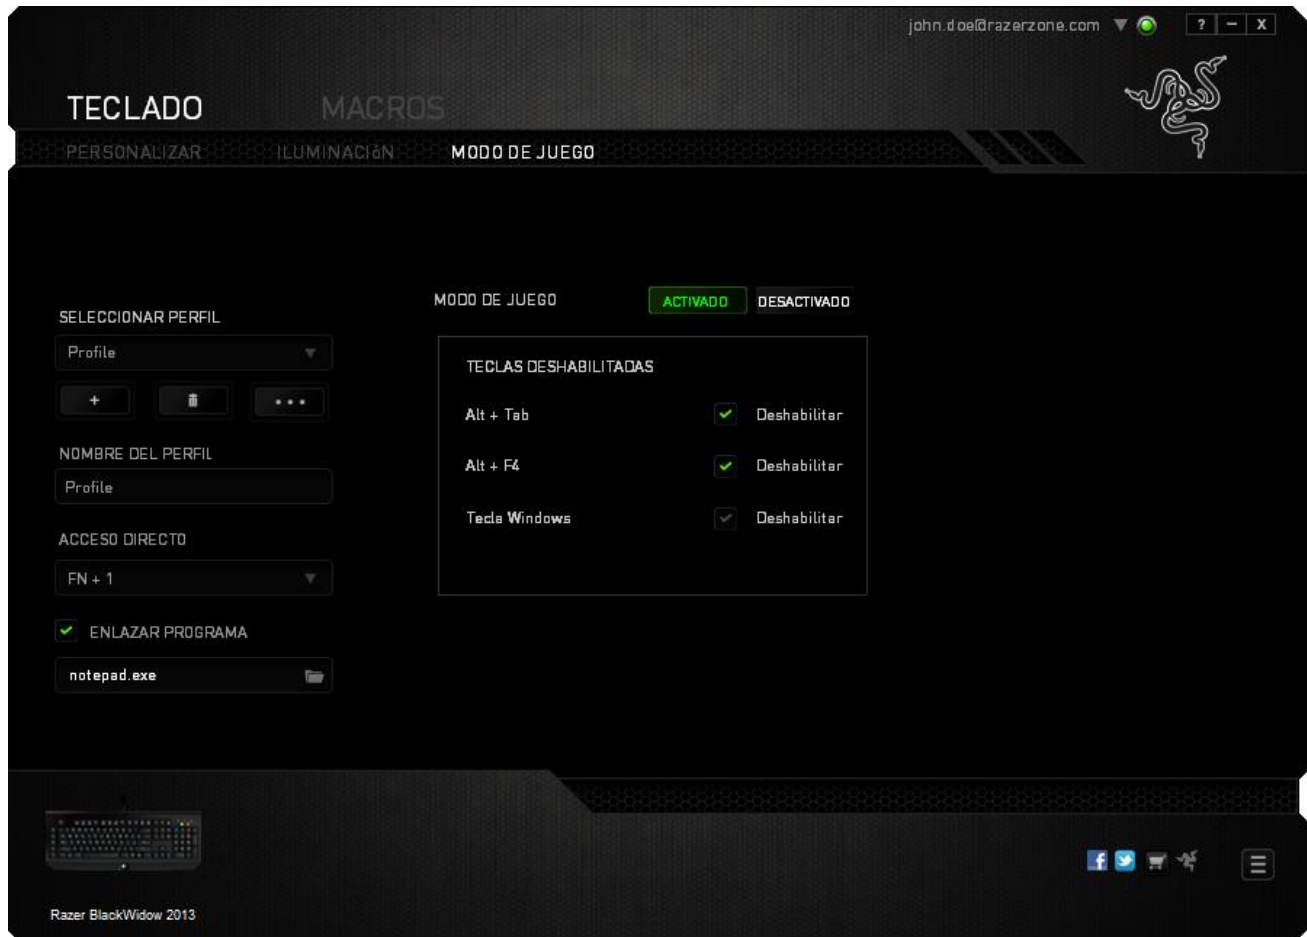 john.doe@razerzone.com
? – X
TECLADO MACROS
PERSONALIZAR ILUMINACIóN MODO DE JUEGO
MODO DE JUEGO ACTIVADO DESACTIVADO
SELECCIONAR PERFIL
Profile
+ •••
NOMBRE DEL PERFIL
Profile
ACCESO DIRECTO
FN + 1
ENLAZAR PROGRAMA
notepad.exe
TECLAS DESHABILITADAS
Alt + Tab Deshabilitar
Alt + F4 Deshabilitar
Tecla Windows Deshabilitar
Razer BlackWidow 2013